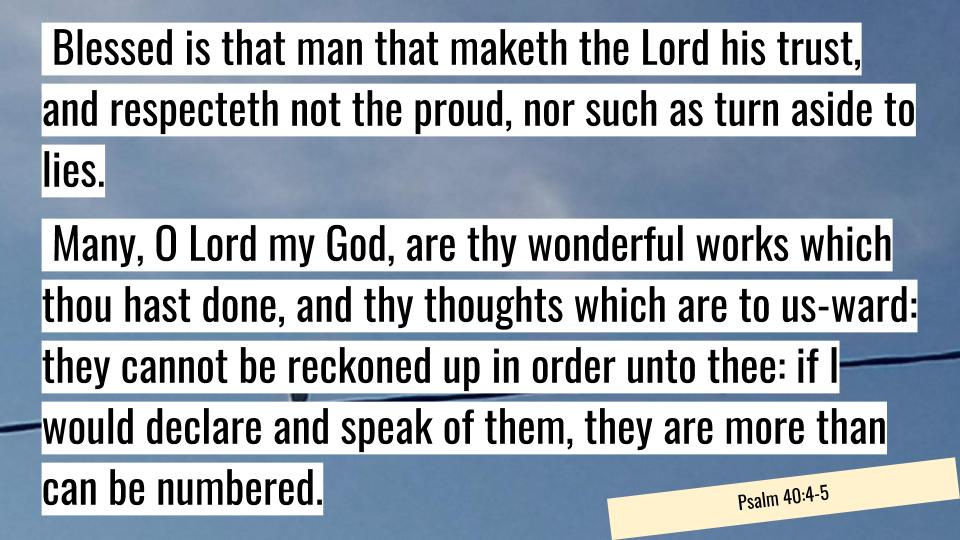 Blessed is that man that maketh the Lord his trust,
and respecteth not the proud, nor such as turn aside to
lies.
Many, O Lord my God, are thy wonderful works which
thou hast done, and thy thoughts which are to us-ward:
they cannot be reckoned up in order unto thee: if I
would declare and speak of them, they are more than
can be numbered.
Psalm 40:4-5